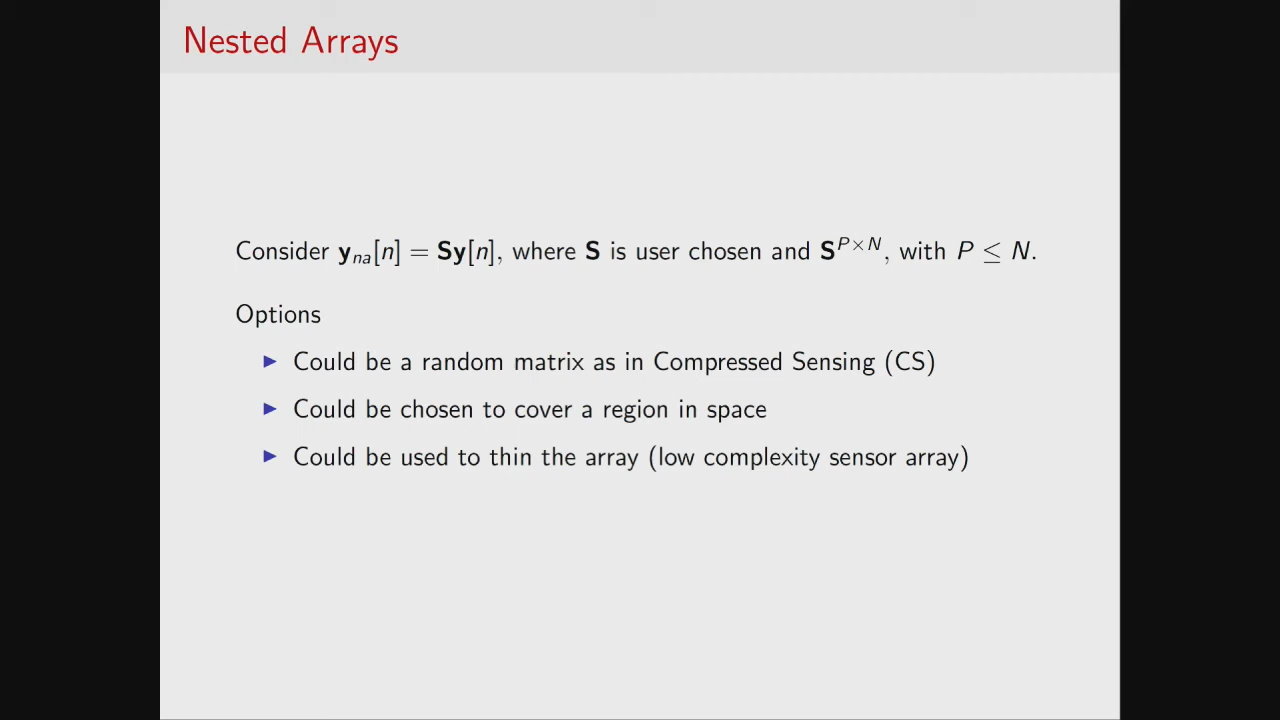 Nested Arrays
Consider y_na[n] = Sy[n], where S is user chosen and S^{P×N}, with P ≤ N.
Options
▶ Could be a random matrix as in Compressed Sensing (CS)
▶ Could be chosen to cover a region in space
▶ Could be used to thin the array (low complexity sensor array)